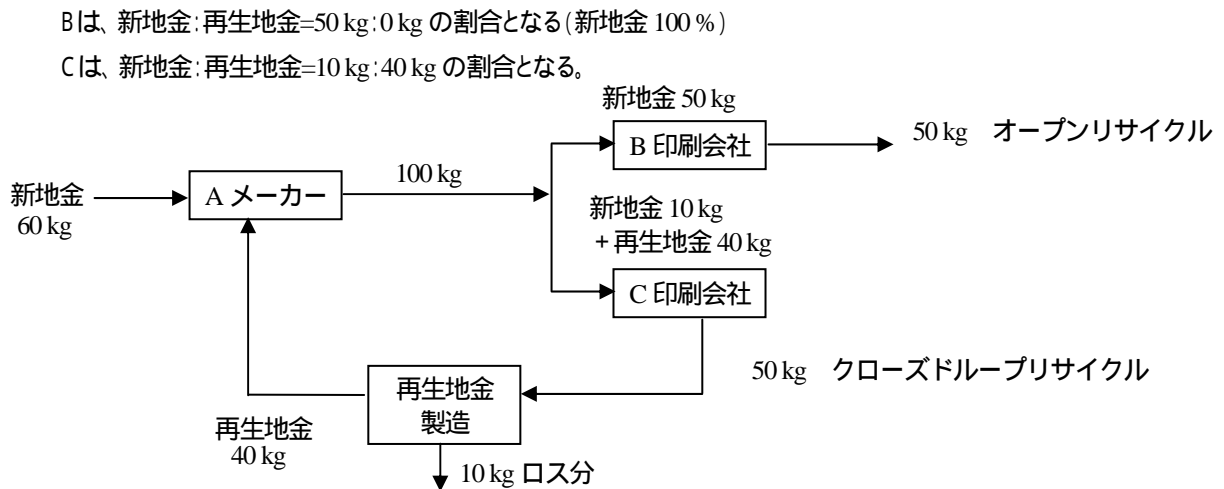 Bは、新地金:再生地金=50 kg:0 kg の割合となる(新地金 100 %)
Cは、新地金:再生地金=10 kg:40 kg の割合となる。
新地金 50 kg
B 印刷会社
50 kg オープンリサイクル
新地金
60 kg
A メーカー
100 kg
新地金 10 kg
+再生地金 40 kg
C 印刷会社
50 kg クローズドループリサイクル
再生地金
製造
再生地金
40 kg
10 kg ロス分